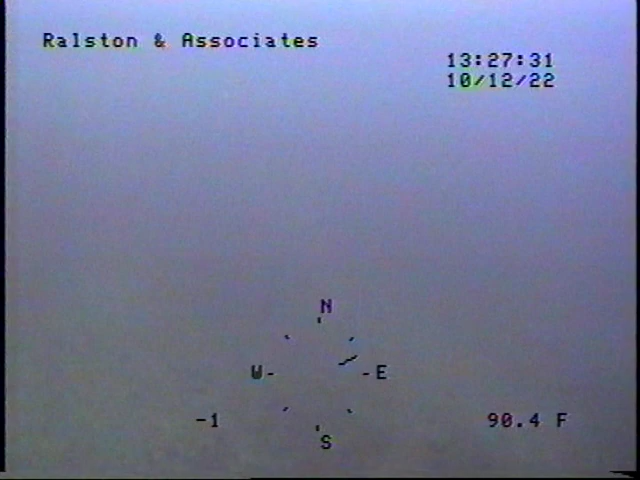 Ralston & Associates
13:27:31
10/12/22
N
W
E
-1
90.4 F
S